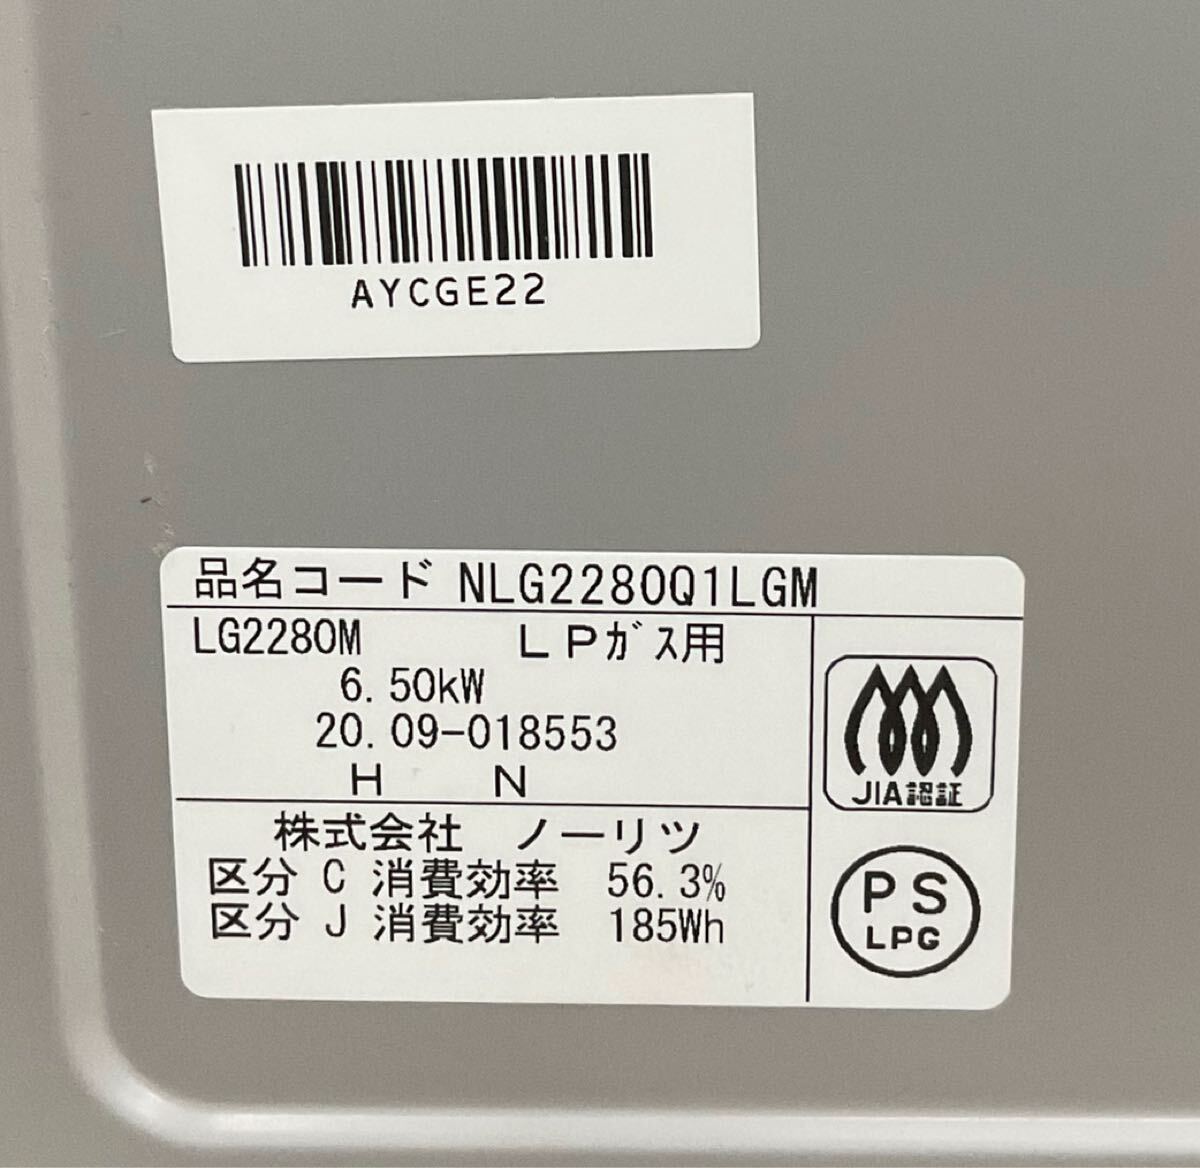 AYCGE22
品名コード NLG2280Q1LGM
LG2280M LPｶﾞｽ用
6.50kW
20.09-018553
H N
JIA認証
株式会社 ノーリツ
区分 C 消費効率 56.3%
区分 J 消費効率 185Wh
PS
LPG